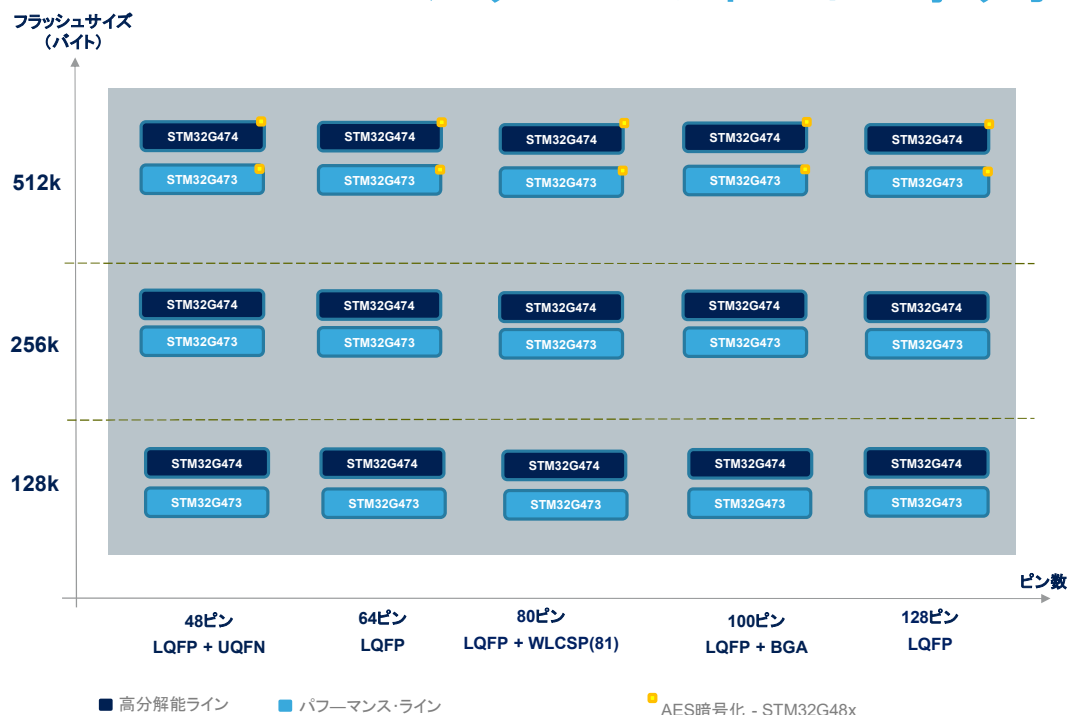 フラッシュサイズ
（バイト）
STM32G474 STM32G474 STM32G474 STM32G474 STM32G474
512k
STM32G473 STM32G473 STM32G473 STM32G473 STM32G473
STM32G474 STM32G474 STM32G474 STM32G474 STM32G474
256k
STM32G473 STM32G473 STM32G473 STM32G473 STM32G473
STM32G474 STM32G474 STM32G474 STM32G474 STM32G474
128k
STM32G473 STM32G473 STM32G473 STM32G473 STM32G473
ピン数
48ピン 64ピン 80ピン 100ピン 128ピン
LQFP + UQFN LQFP LQFP + WLCSP(81) LQFP + BGA LQFP
高分解能ライン パフ―マンス・ライン AES暗号化 - STM32G48x